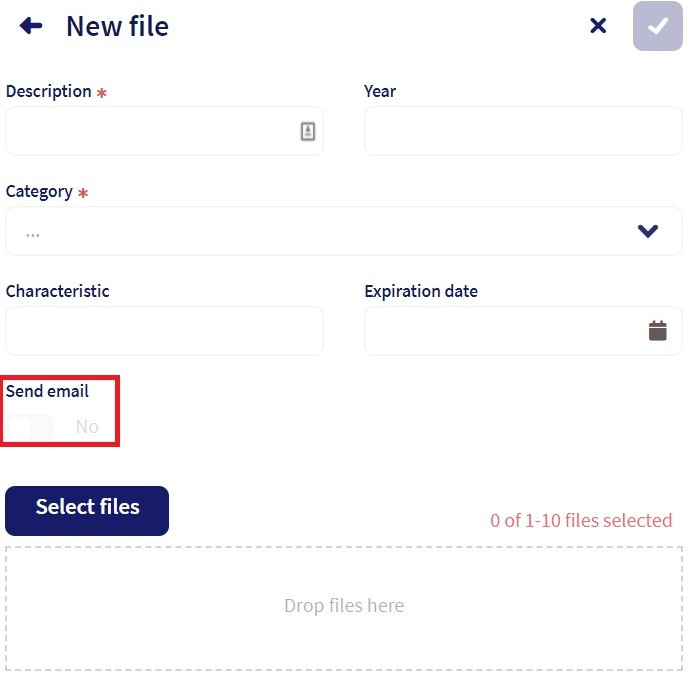 New file
Description *
Year
Category *
...
Characteristic
Expiration date
Send email
No
Select files
0 of 1-10 files selected
Drop files here